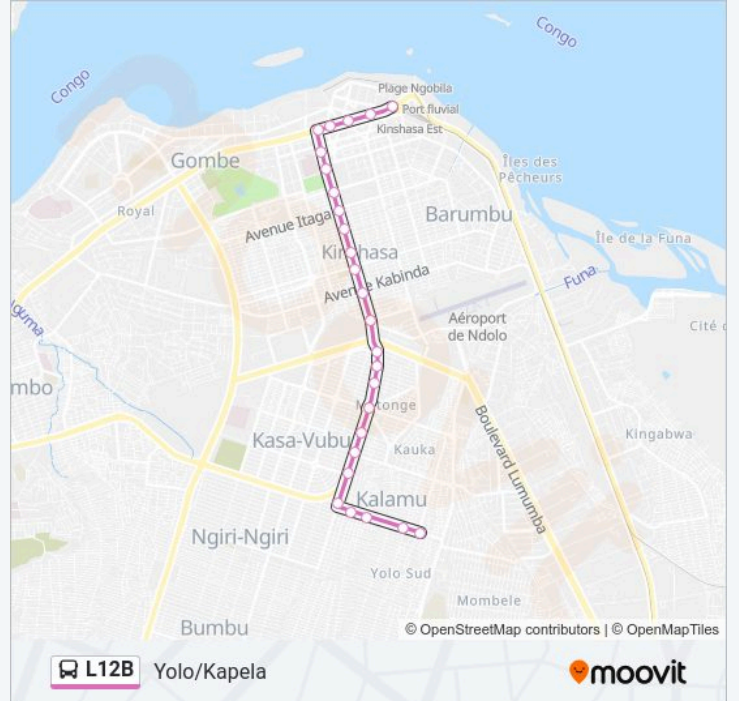 Congo
Congo
Plage Ngobila
Port fluvial
Kinshasa Est
Gombe
Îles des
Pêcheurs
Royal
Barumbu
Avenue Itaga
Île de la Funa
Kinshasa
Funa
Avenue Kabinda
Aéroport
de Ndolo
Cité
mbo
Matonge
Boulevard Lumumba
Kingabwa
Kasa-Vubu
Kauka
Kalamu
Ngiri-Ngiri
Yolo Sud
Mombele
Bumbu
© OpenStreetMap contributors | © OpenMapTiles
L12B Yolo/Kapela
moovit